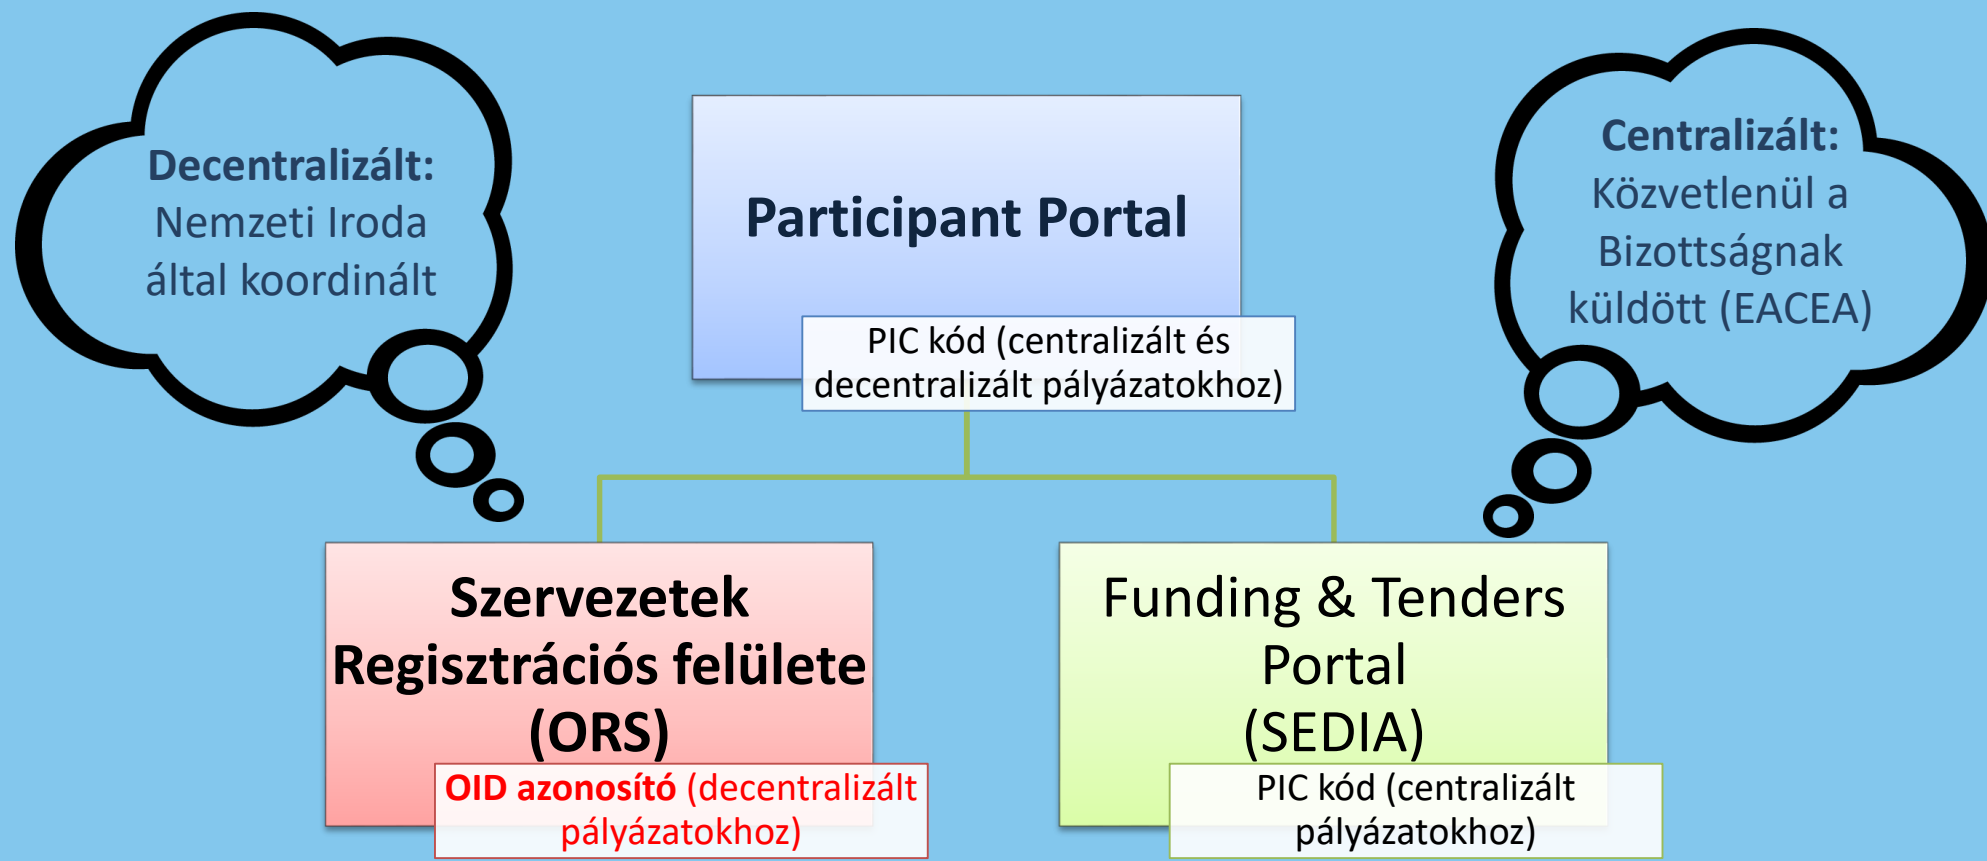 Decentralizált:
Nemzeti Iroda
által koordinált
Participant Portal
PIC kód (centralizált és
decentralizált pályázatokhoz)
Centralizált:
Közvetlenül a
Bizottságnak
küldött (EACEA)
Szervezetek
Regisztrációs felülete
(ORS)
OID azonosító (decentralizált
pályázatokhoz)
Funding & Tenders
Portal
(SEDIA)
PIC kód (centralizált
pályázatokhoz)